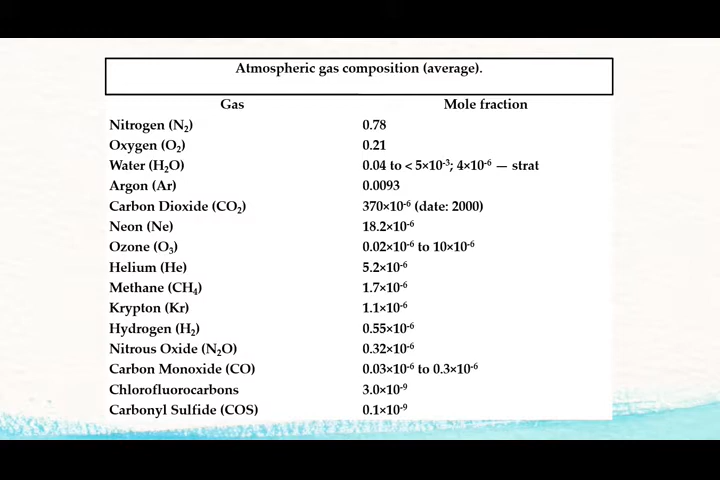 Atmospheric gas composition (average).
Gas Mole fraction
Nitrogen (N₂) 0.78
Oxygen (O₂) 0.21
Water (H₂O) 0.04 to < 5×10⁻³; 4×10⁻⁶ — strat
Argon (Ar) 0.0093
Carbon Dioxide (CO₂) 370×10⁻⁶ (date: 2000)
Neon (Ne) 18.2×10⁻⁶
Ozone (O₃) 0.02×10⁻⁶ to 10×10⁻⁶
Helium (He) 5.2×10⁻⁶
Methane (CH₄) 1.7×10⁻⁶
Krypton (Kr) 1.1×10⁻⁶
Hydrogen (H₂) 0.55×10⁻⁶
Nitrous Oxide (N₂O) 0.32×10⁻⁶
Carbon Monoxide (CO) 0.03×10⁻⁶ to 0.3×10⁻⁶
Chlorofluorocarbons 3.0×10⁻⁹
Carbonyl Sulfide (COS) 0.1×10⁻⁹